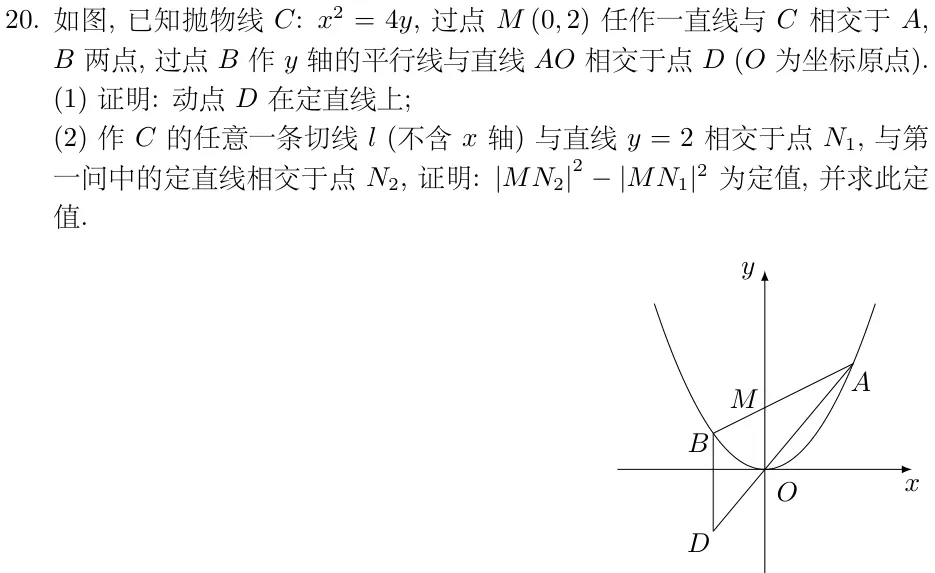 20. 如图, 已知抛物线 C: x² = 4y, 过点 M (0, 2) 任作一直线与 C 相交于 A,
B 两点, 过点 B 作 y 轴的平行线与直线 AO 相交于点 D (O 为坐标原点).
(1) 证明: 动点 D 在定直线上;
(2) 作 C 的任意一条切线 l (不含 x 轴) 与直线 y = 2 相交于点 N₁, 与第
一问中的定直线相交于点 N₂, 证明: |MN₂|² − |MN₁|² 为定值, 并求此定
值.
y
A
M
B
x
O
D